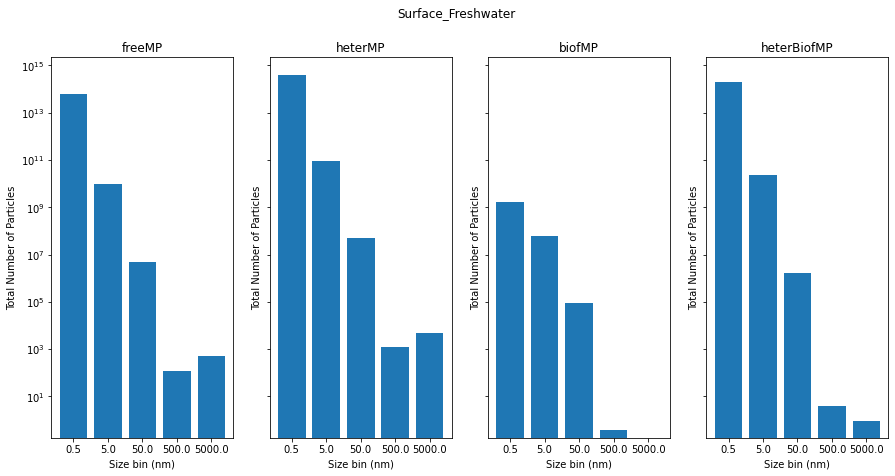 Surface_Freshwater
freeMP
heterMP
biofMP
heterBiofMP
Total Number of Particles
10^15
10^13
10^11
10^9
10^7
10^5
10^3
10^1
0.5 5.0 50.0 500.0 5000.0
Size bin (nm)
Total Number of Particles
0.5 5.0 50.0 500.0 5000.0
Size bin (nm)
Total Number of Particles
0.5 5.0 50.0 500.0 5000.0
Size bin (nm)
Total Number of Particles
0.5 5.0 50.0 500.0 5000.0
Size bin (nm)